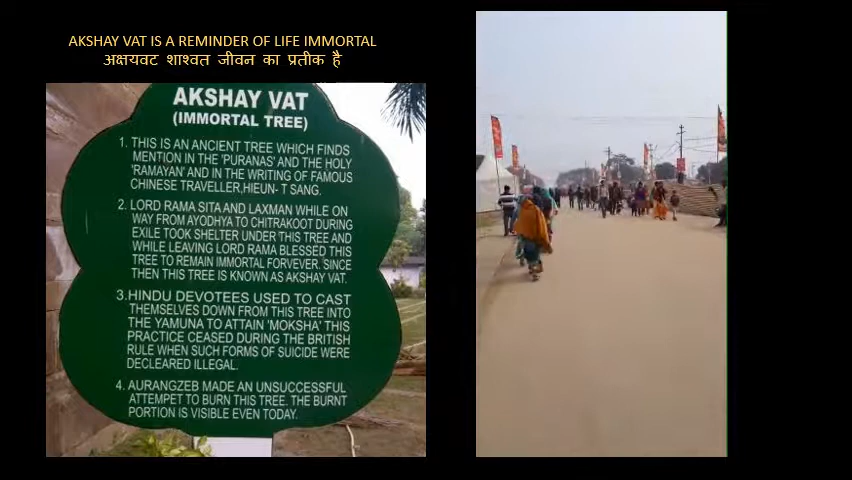 AKSHAY VAT IS A REMINDER OF LIFE IMMORTAL
अक्षयवट शाश्वत जीवन का प्रतीक है
AKSHAY VAT
(IMMORTAL TREE)
1. THIS IS AN ANCIENT TREE WHICH FINDS
MENTION IN THE 'PURANAS' AND THE HOLY
'RAMAYAN' AND IN THE WRITING OF FAMOUS
CHINESE TRAVELLER,HIEUN- T SANG.
2. LORD RAMA SITA AND LAXMAN WHILE ON
WAY FROM AYODHYA TO CHITRAKOOT DURING
EXILE TOOK SHELTER UNDER THIS TREE AND
WHILE LEAVING LORD RAMA BLESSED THIS
TREE TO REMAIN IMMORTAL FORVEVER. SINCE
THEN THIS TREE IS KNOWN AS AKSHAY VAT.
3.HINDU DEVOTEES USED TO CAST
THEMSELVES DOWN FROM THIS TREE INTO
THE YAMUNA TO ATTAIN 'MOKSHA' THIS
PRACTICE CEASED DURING THE BRITISH
RULE WHEN SUCH FORMS OF SUICIDE WERE
DECLEARED ILLEGAL.
4. AURANGZEB MADE AN UNSUCCESSFUL
ATTEMPET TO BURN THIS TREE. THE BURNT
PORTION IS VISIBLE EVEN TODAY.